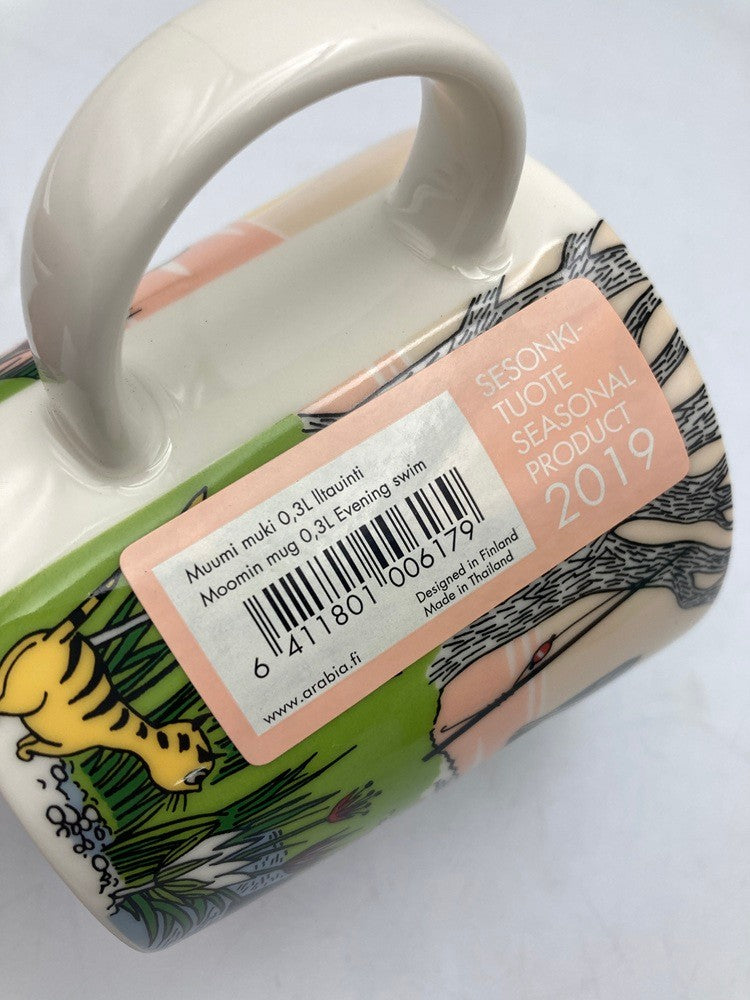 SESONKI-
TUOTE
SEASONAL
PRODUCT
2019
Muumi muki 0,3L Iltauinti
Moomin mug 0,3L Evening swim
6 411801 006179
Designed in Finland
Made in Thailand
www.arabia.fi